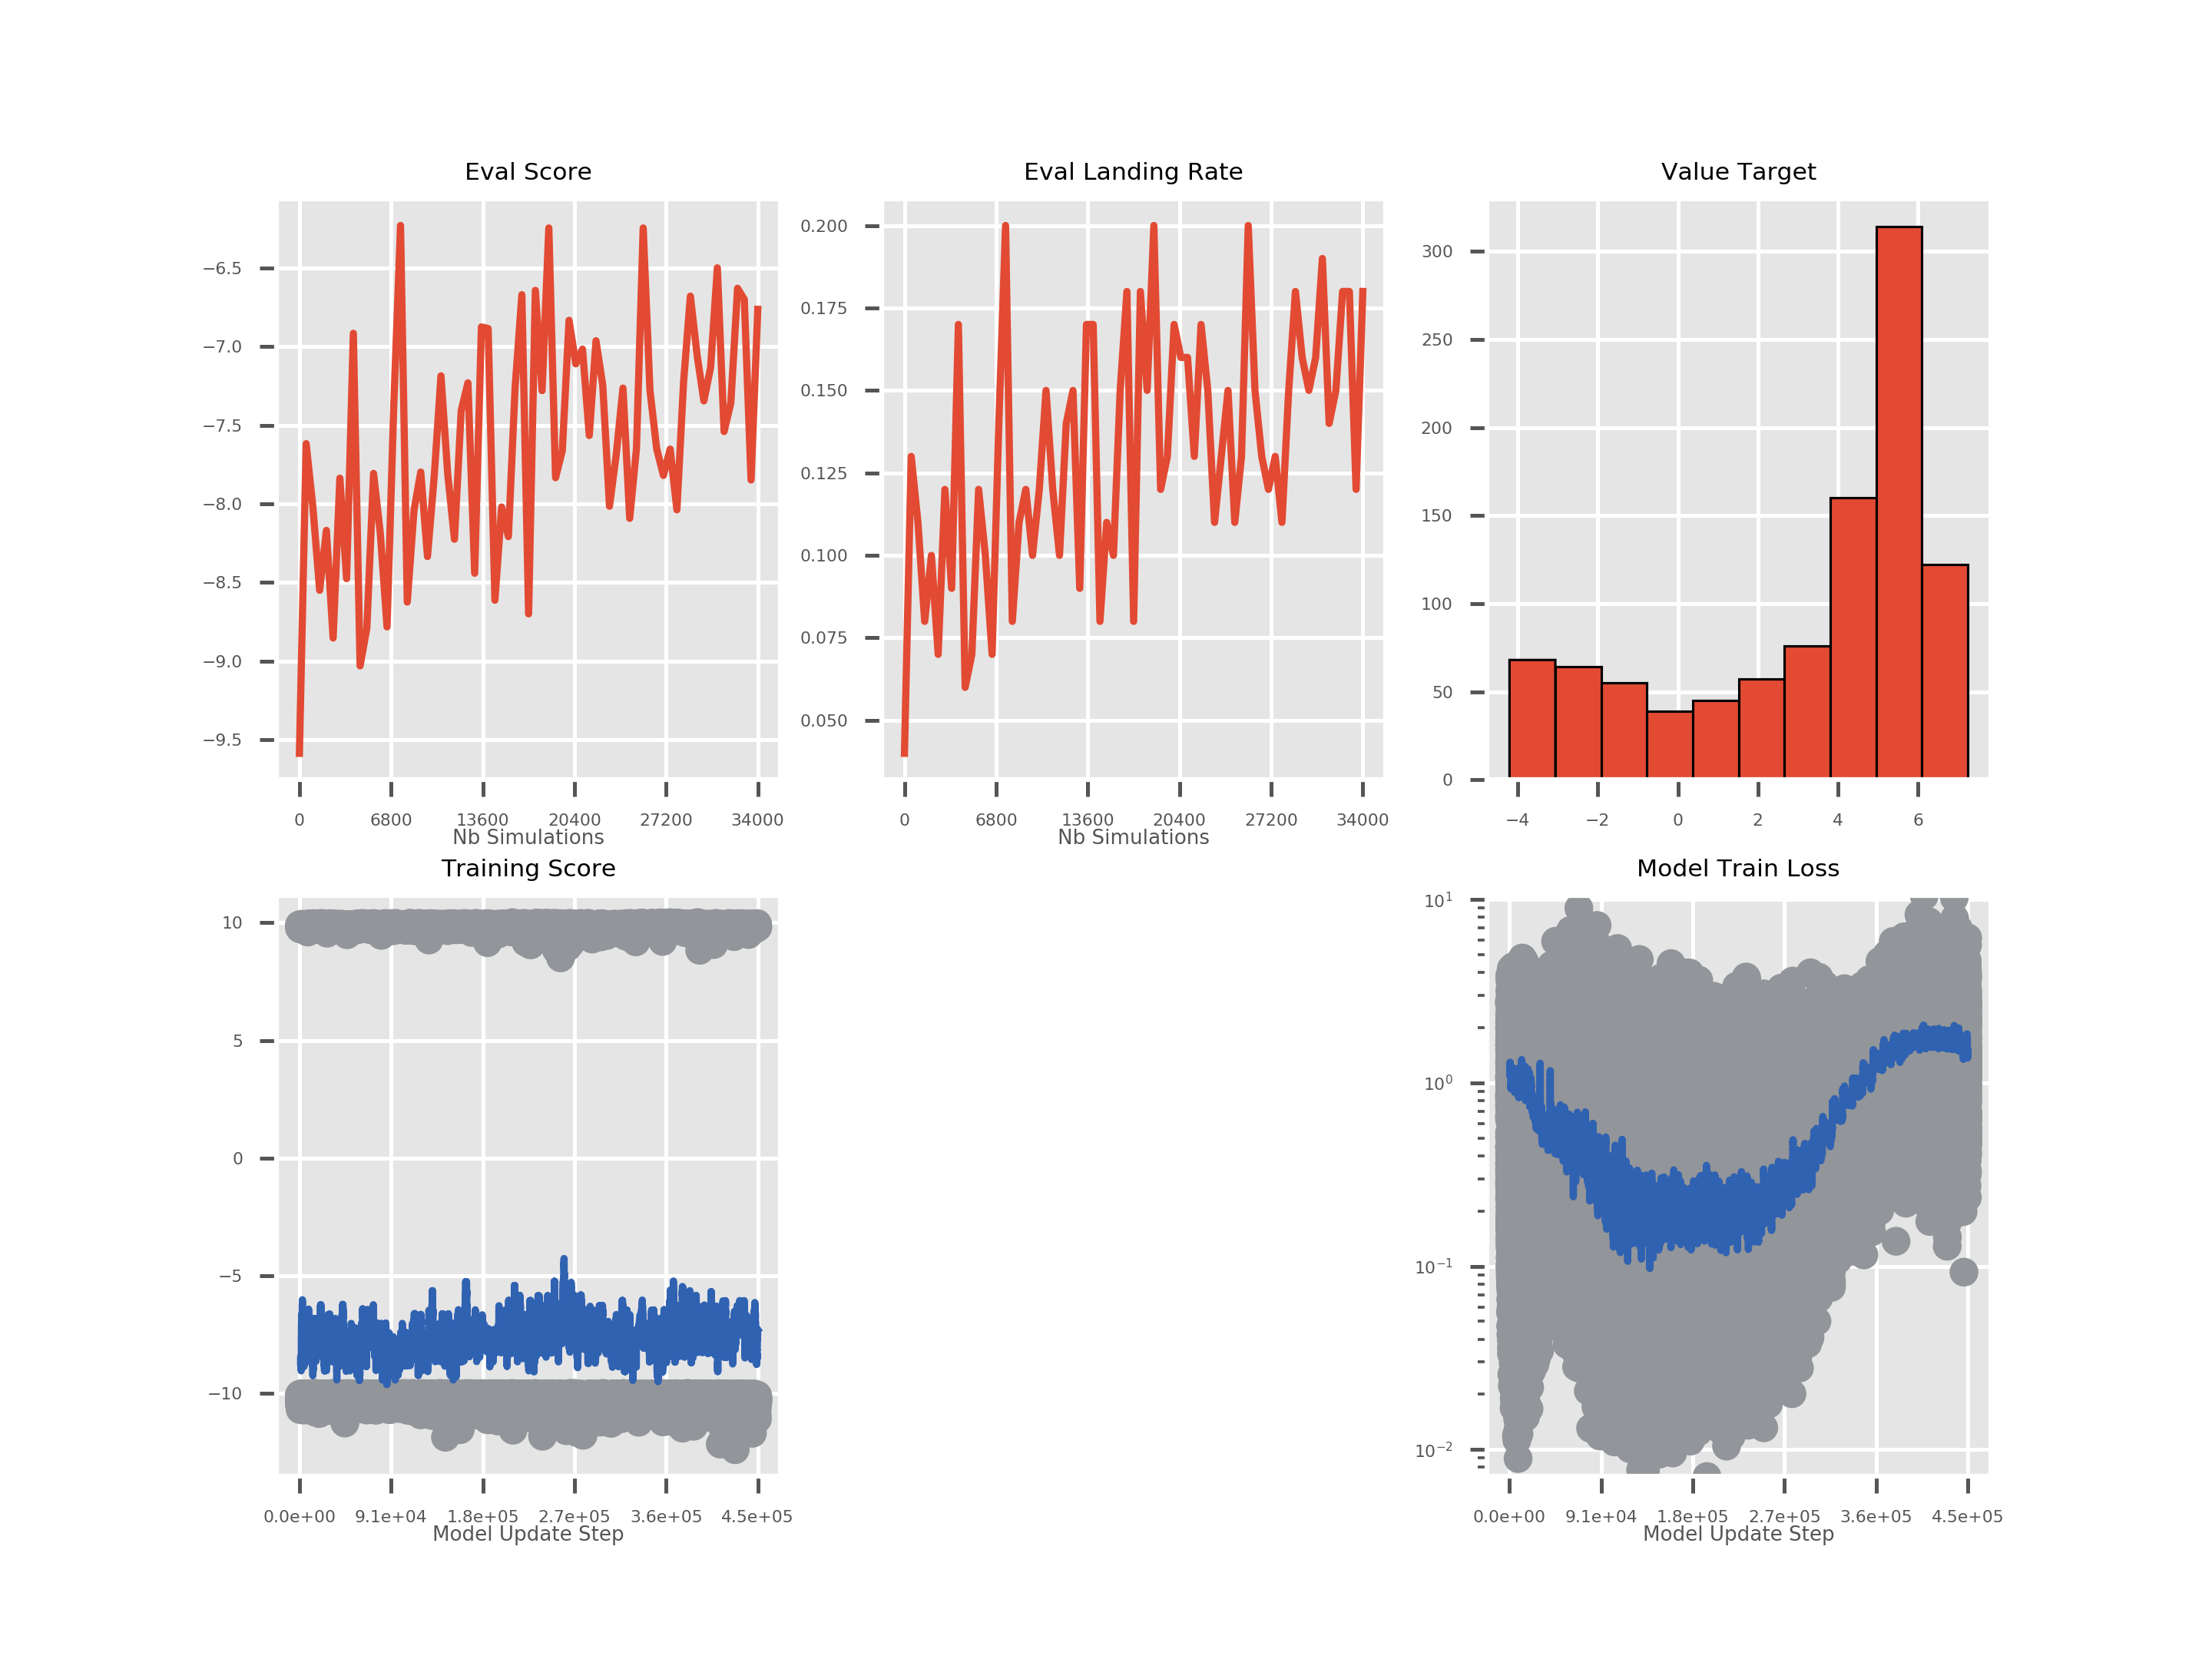 Eval Score
−6.5
−7.0
−7.5
−8.0
−8.5
−9.0
−9.5
0 6800 13600 20400 27200 34000
Nb Simulations
Eval Landing Rate
0.200
0.175
0.150
0.125
0.100
0.075
0.050
0 6800 13600 20400 27200 34000
Nb Simulations
Value Target
300
250
200
150
100
50
0
−4 −2 0 2 4 6
Training Score
10
5
0
−5
−10
0.0e+00 9.1e+04 1.8e+05 2.7e+05 3.6e+05 4.5e+05
Model Update Step
Model Train Loss
10¹
10⁰
10⁻¹
10⁻²
0.0e+00 9.1e+04 1.8e+05 2.7e+05 3.6e+05 4.5e+05
Model Update Step